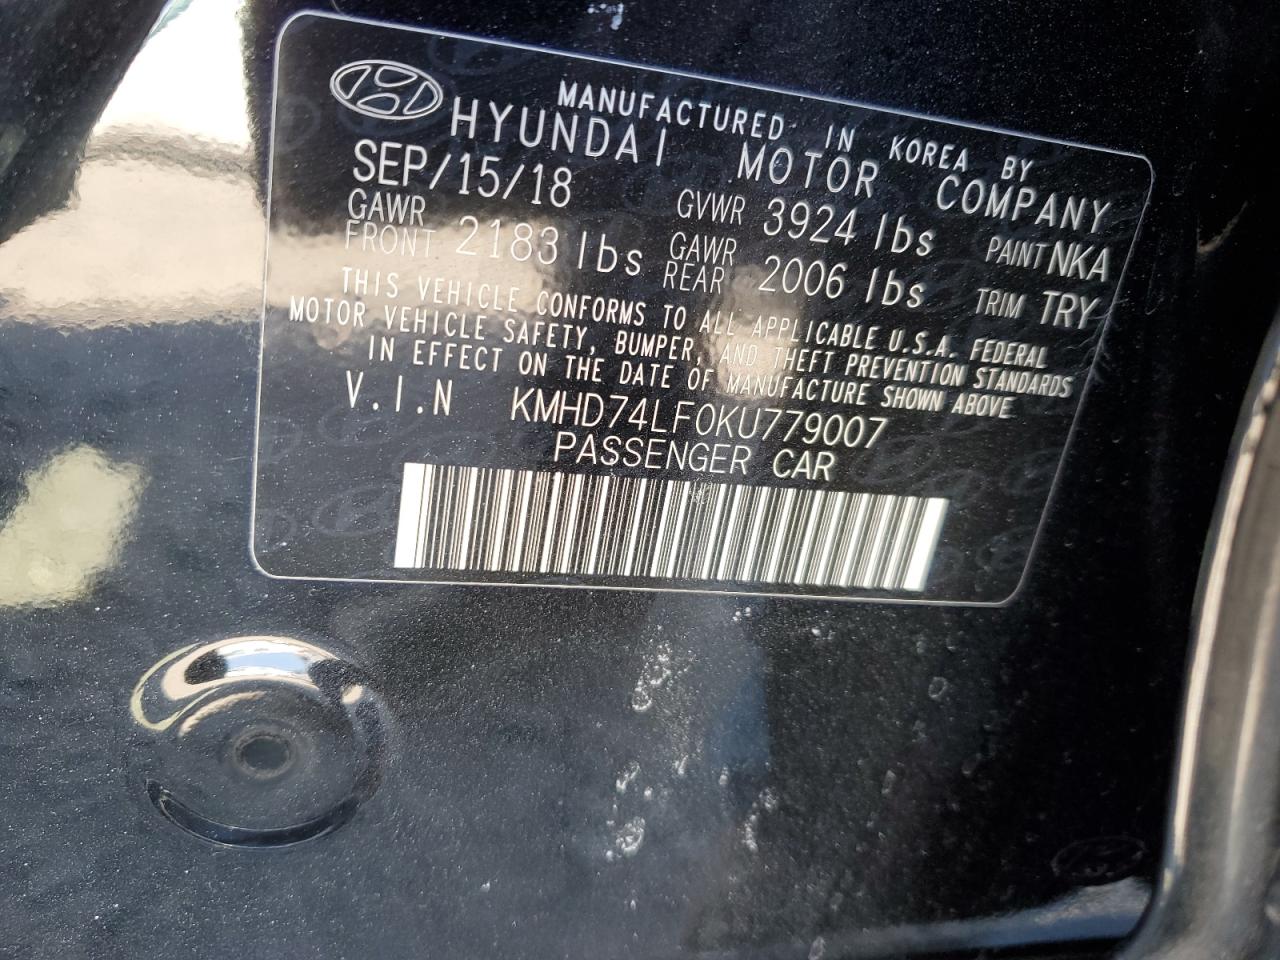 MANUFACTURED IN KOREA BY
HYUNDAI MOTOR COMPANY
SEP/15/18 GVWR 3924 lbs PAINT NKA
GAWR FRONT 2183 lbs GAWR REAR 2006 lbs TRIM TRY
THIS VEHICLE CONFORMS TO ALL APPLICABLE U.S.A. FEDERAL
MOTOR VEHICLE SAFETY, BUMPER, AND THEFT PREVENTION STANDARDS
IN EFFECT ON THE DATE OF MANUFACTURE SHOWN ABOVE
V.I.N KMHD74LF0KU779007
PASSENGER CAR